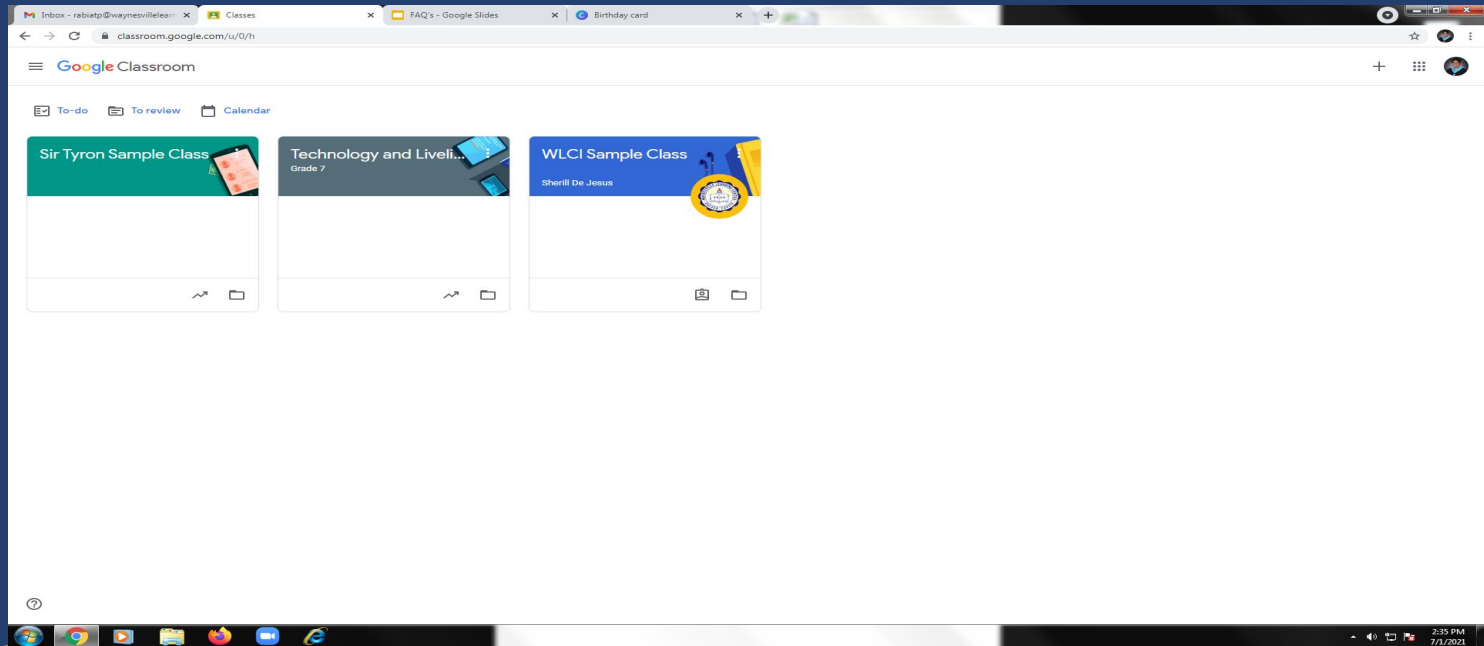 Inbox - rabiatp@waynesvillelearn
Classes
FAQ's - Google Slides
Birthday card
classroom.google.com/u/0/h
Google Classroom
To-do
To review
Calendar
Sir Tyron Sample Class
Technology and Liveli...
Grade 7
WLCI Sample Class
Sherill De Jesus
2:35 PM
7/1/2021